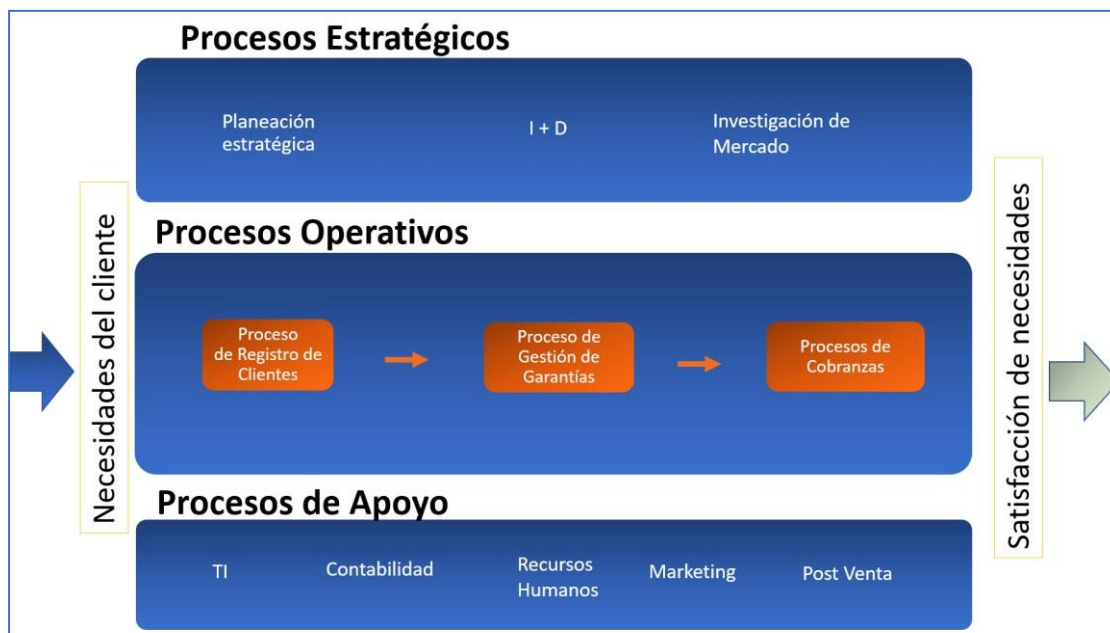 Procesos Estratégicos
Planeación
estratégica
I + D
Investigación de
Mercado
Necesidades del cliente
Procesos Operativos
Proceso
de Registro de
Clientes
Proceso de
Gestión de
Garantías
Procesos de
Cobranzas
Satisfacción de necesidades
Procesos de Apoyo
TI
Contabilidad
Recursos
Humanos
Marketing
Post Venta